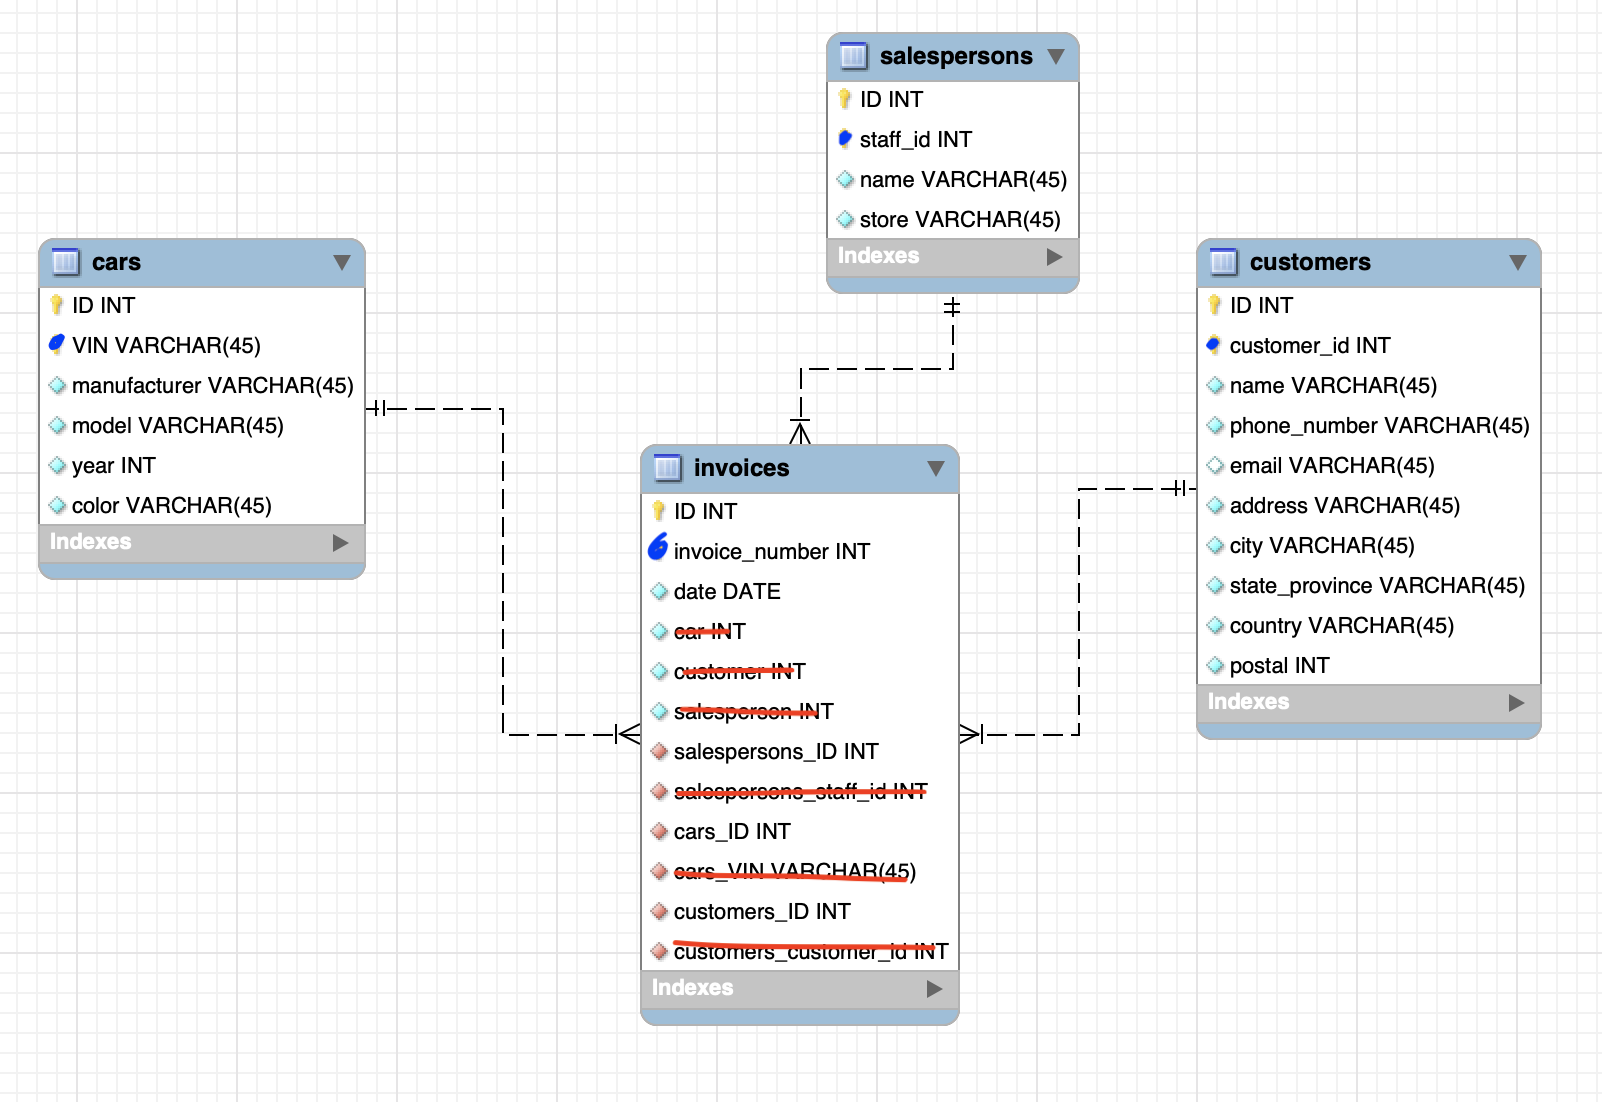 salespersons
ID INT
staff_id INT
name VARCHAR(45)
store VARCHAR(45)
Indexes
cars
ID INT
VIN VARCHAR(45)
manufacturer VARCHAR(45)
model VARCHAR(45)
year INT
color VARCHAR(45)
Indexes
customers
ID INT
customer_id INT
name VARCHAR(45)
phone_number VARCHAR(45)
email VARCHAR(45)
address VARCHAR(45)
city VARCHAR(45)
state_province VARCHAR(45)
country VARCHAR(45)
postal INT
Indexes
invoices
ID INT
invoice_number INT
date DATE
car INT
customer INT
salesperson INT
salespersons_ID INT
salespersons_staff_id INT
cars_ID INT
cars_VIN VARCHAR(45)
customers_ID INT
customers_customer_id INT
Indexes